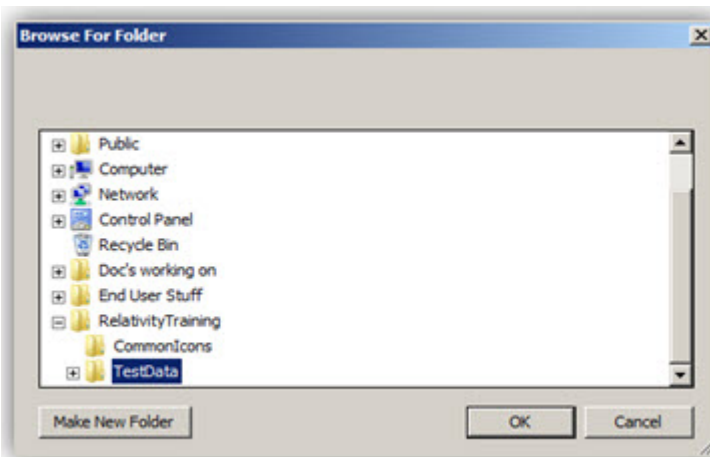 Browse For Folder
Public
Computer
Network
Control Panel
Recycle Bin
Doc's working on
End User Stuff
RelativityTraining
CommonIcons
TestData
Make New Folder
OK
Cancel